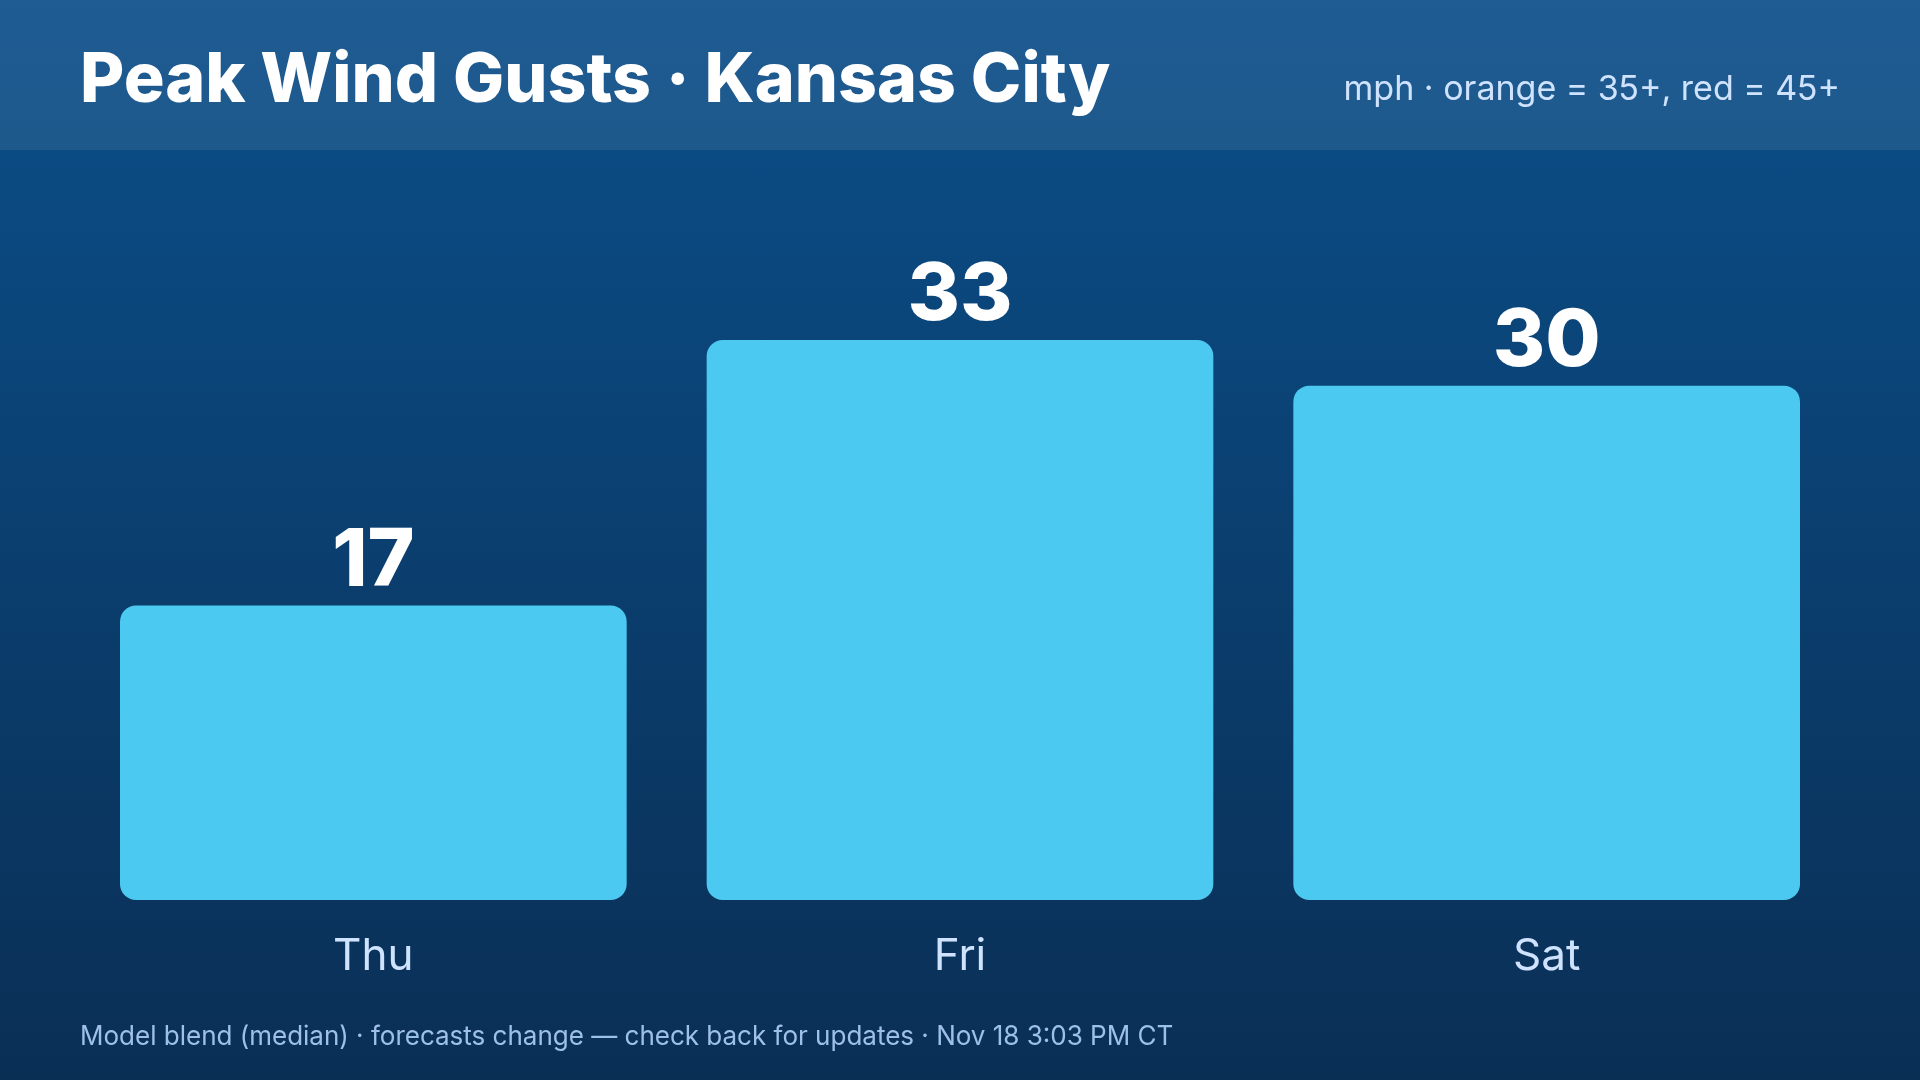 Peak Wind Gusts · Kansas City
mph · orange = 35+, red = 45+
33
30
17
Thu
Fri
Sat
Model blend (median) · forecasts change — check back for updates · Nov 18 3:03 PM CT